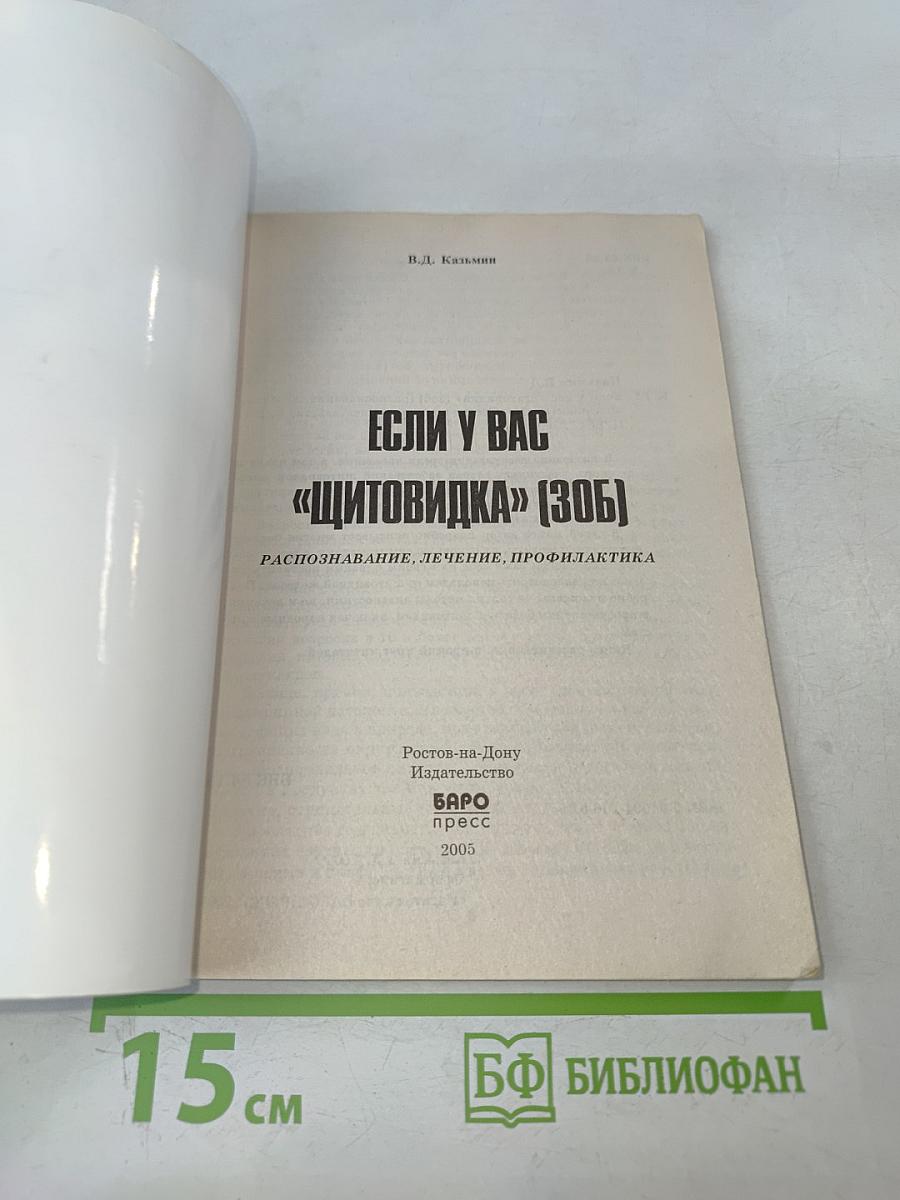 В.Д. Казьмин
ЕСЛИ У ВАС
«ЩИТОВИДКА» (ЗОБ)
РАСПОЗНАВАНИЕ, ЛЕЧЕНИЕ, ПРОФИЛАКТИКА
Ростов-на-Дону
Издательство
БАРО
пресс
2005
15 см
БФ БИБЛИОФАН